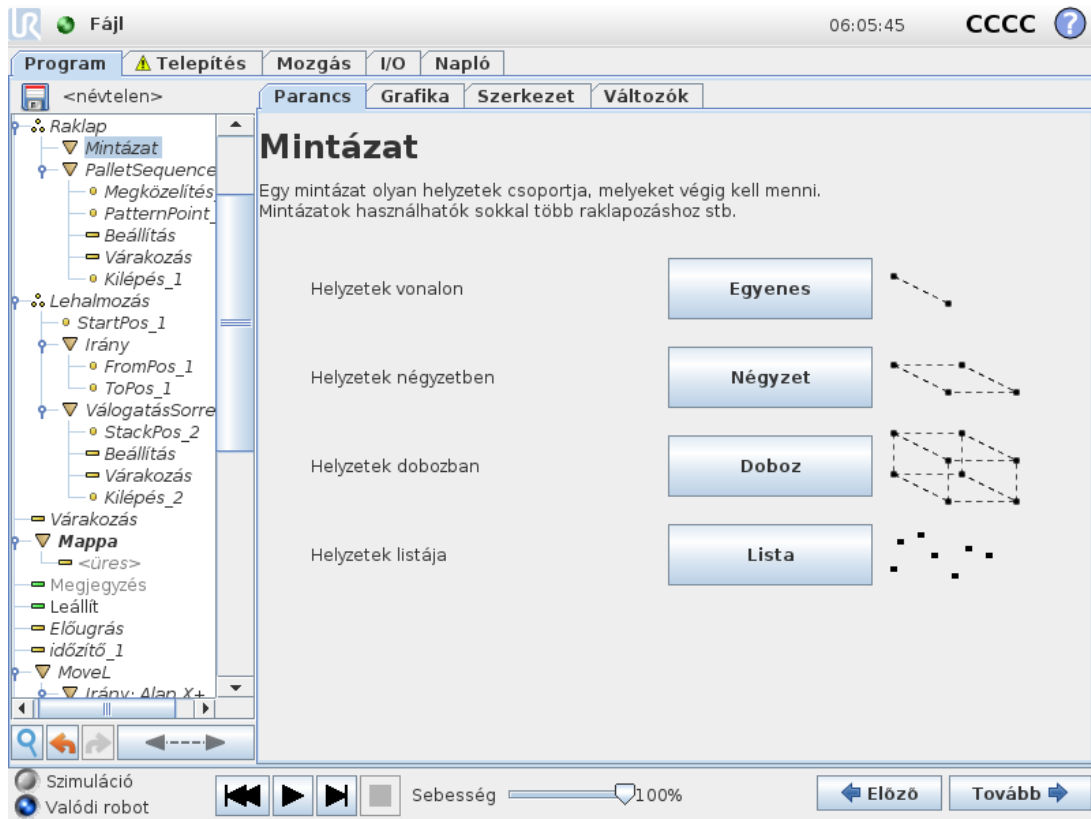 Fájl
06:05:45
CCCC
?
Program
Telepítés
Mozgás
I/O
Napló
<névtelen>
Parancs
Grafika
Szerkezet
Változók
Raklap
Mintázat
PalletSequence
Megközelítés
PatternPoint_
Beállítás
Várakozás
Kilépés_1
Lehalmozás
StartPos_1
Irány
FromPos_1
ToPos_1
VálogatásSorre
StackPos_2
Beállítás
Várakozás
Kilépés_2
Várakozás
Mappa
<üres>
Megjegyzés
Leállít
Előugrás
időzítő_1
MoveL
Irány: Alap X+
Mintázat
Egy mintázat olyan helyzetek csoportja, melyeket végig kell menni.
Mintázatok használhatók sokkal több raklapozáshoz stb.
Helyzetek vonalon
Egyenes
Helyzetek négyzetben
Négyzet
Helyzetek dobozban
Doboz
Helyzetek listája
Lista
Szimuláció
Valódi robot
Sebesség
100%
Előző
Tovább